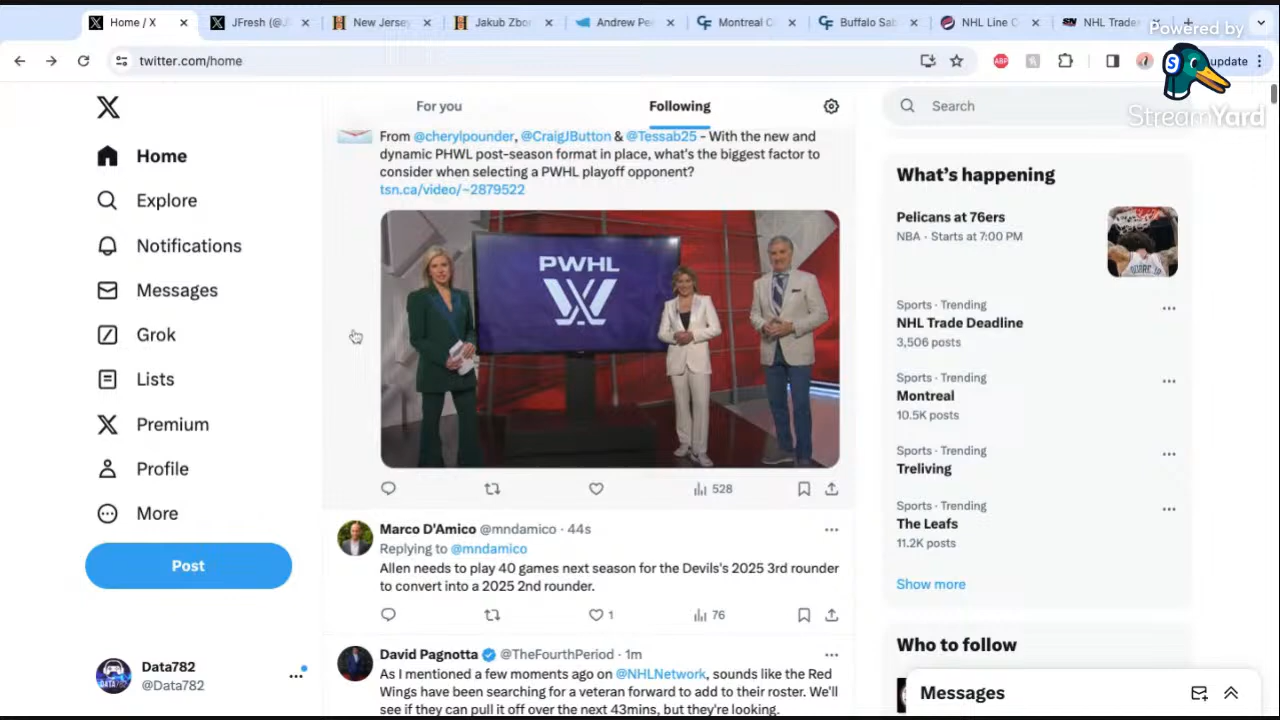 Home / X
JFresh (@J
New Jersey
Jakub Zbor
Andrew Pe
Montreal C
Buffalo Sab
NHL Line C
NHL Trade
Powered by
twitter.com/home
update
StreamYard
Home
Explore
Notifications
Messages
Grok
Lists
Premium
Profile
More
Post
Data782
@Data782
For you
Following
From @cherylpounder, @CraigJButton & @Tessab25 - With the new and
dynamic PHWL post-season format in place, what's the biggest factor to
consider when selecting a PWHL playoff opponent?
tsn.ca/video/~2879522
PWHL
528
Marco D'Amico @mndamico · 44s
Replying to @mndamico
Allen needs to play 40 games next season for the Devils's 2025 3rd rounder
to convert into a 2025 2nd rounder.
1
76
David Pagnotta @TheFourthPeriod · 1m
As I mentioned a few moments ago on @NHLNetwork, sounds like the Red
Wings have been searching for a veteran forward to add to their roster. We'll
see if they can pull it off over the next 43mins, but they're looking.
Search
What's happening
Pelicans at 76ers
NBA · Starts at 7:00 PM
Sports · Trending
NHL Trade Deadline
3,506 posts
Sports · Trending
Montreal
10.5K posts
Sports · Trending
Treliving
Sports · Trending
The Leafs
11.2K posts
Show more
Who to follow
Messages